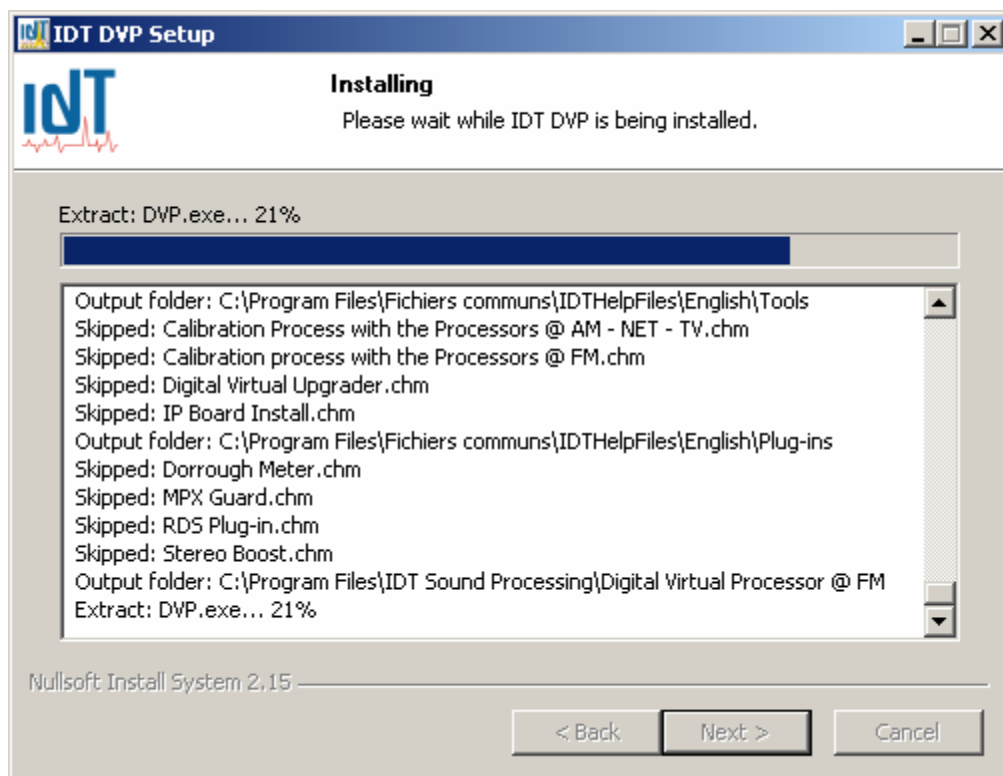 IDT DVP Setup
IDT
Installing
Please wait while IDT DVP is being installed.
Extract: DVP.exe... 21%
Output folder: C:\Program Files\Fichiers communs\IDTHelpFiles\English\Tools
Skipped: Calibration Process with the Processors @ AM - NET - TV.chm
Skipped: Calibration process with the Processors @ FM.chm
Skipped: Digital Virtual Upgrader.chm
Skipped: IP Board Install.chm
Output folder: C:\Program Files\Fichiers communs\IDTHelpFiles\English\Plug-ins
Skipped: Dorrough Meter.chm
Skipped: MPX Guard.chm
Skipped: RDS Plug-in.chm
Skipped: Stereo Boost.chm
Output folder: C:\Program Files\IDT Sound Processing\Digital Virtual Processor @ FM
Extract: DVP.exe... 21%
Nullsoft Install System 2.15
< Back
Next >
Cancel